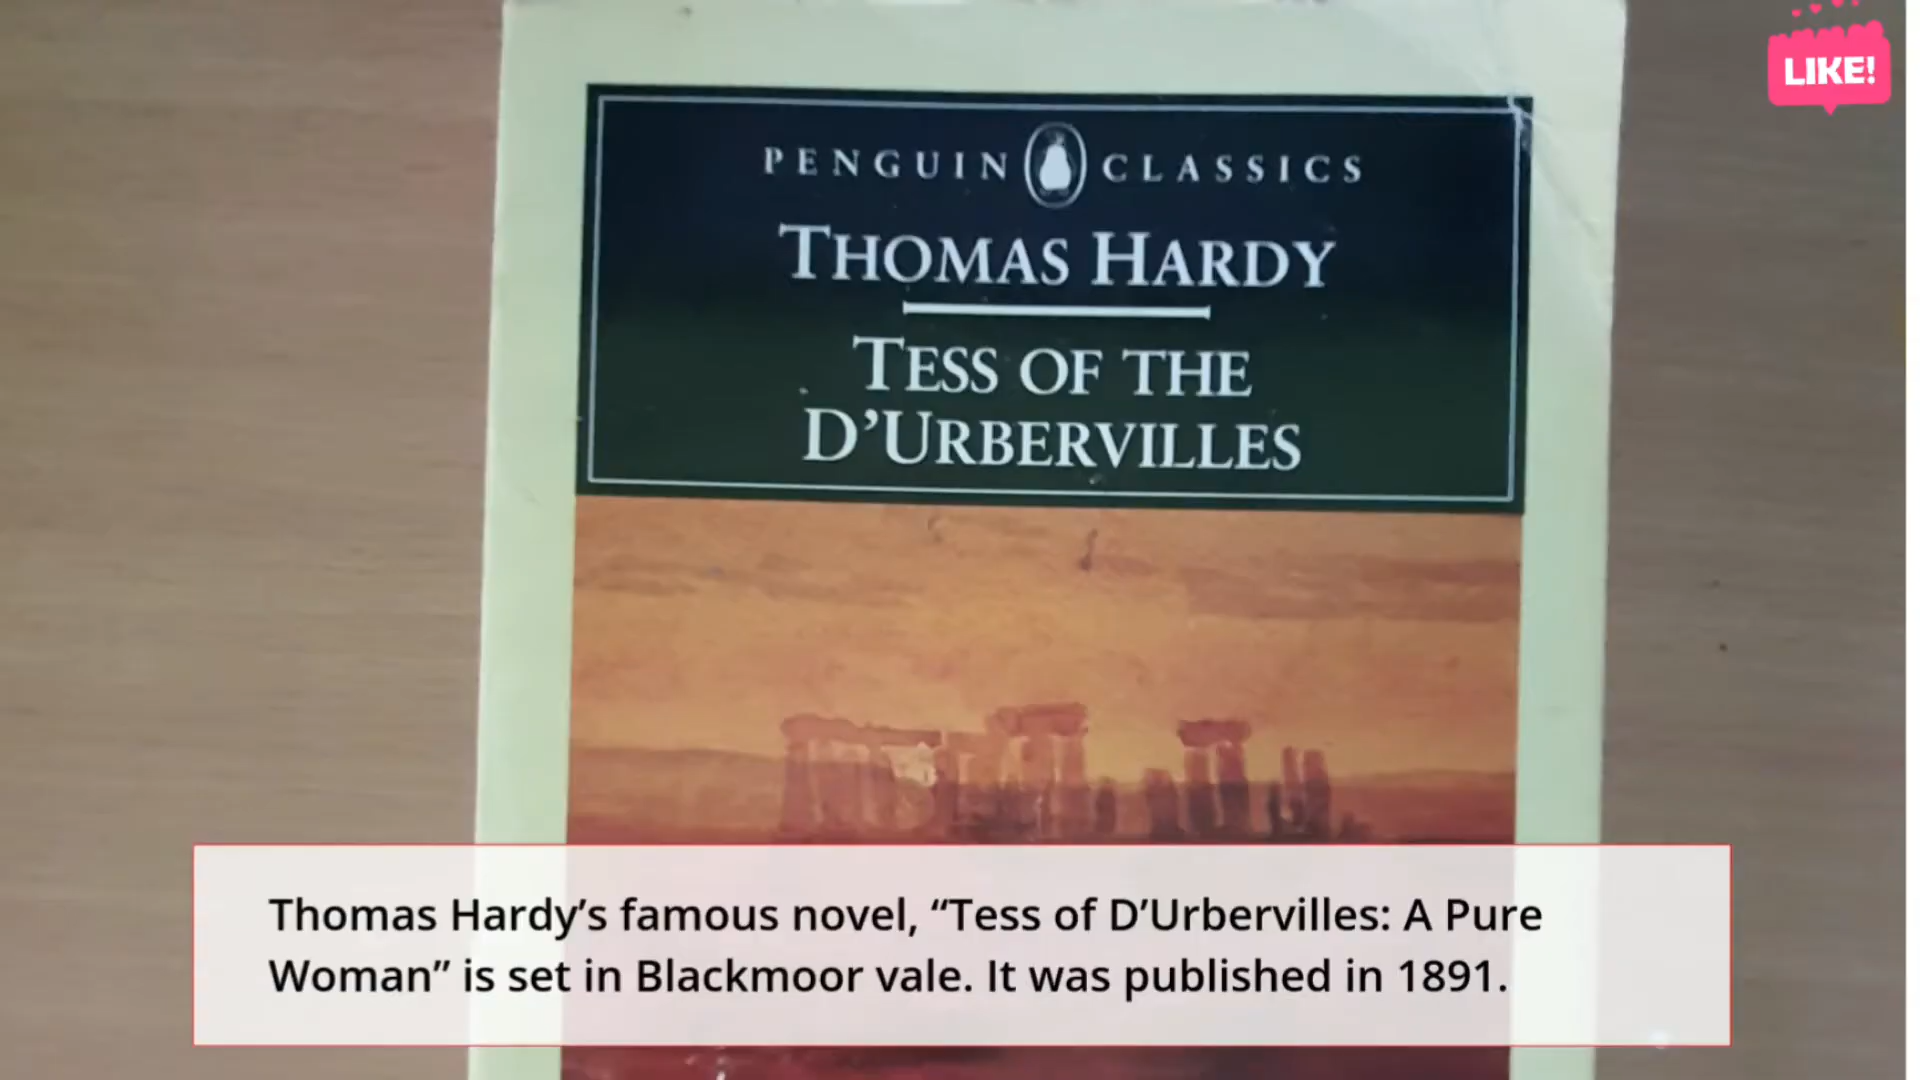 LIKE!
PENGUIN CLASSICS
THOMAS HARDY
TESS OF THE
D'URBERVILLES
Thomas Hardy’s famous novel, “Tess of D’Urbervilles: A Pure
Woman” is set in Blackmoor vale. It was published in 1891.